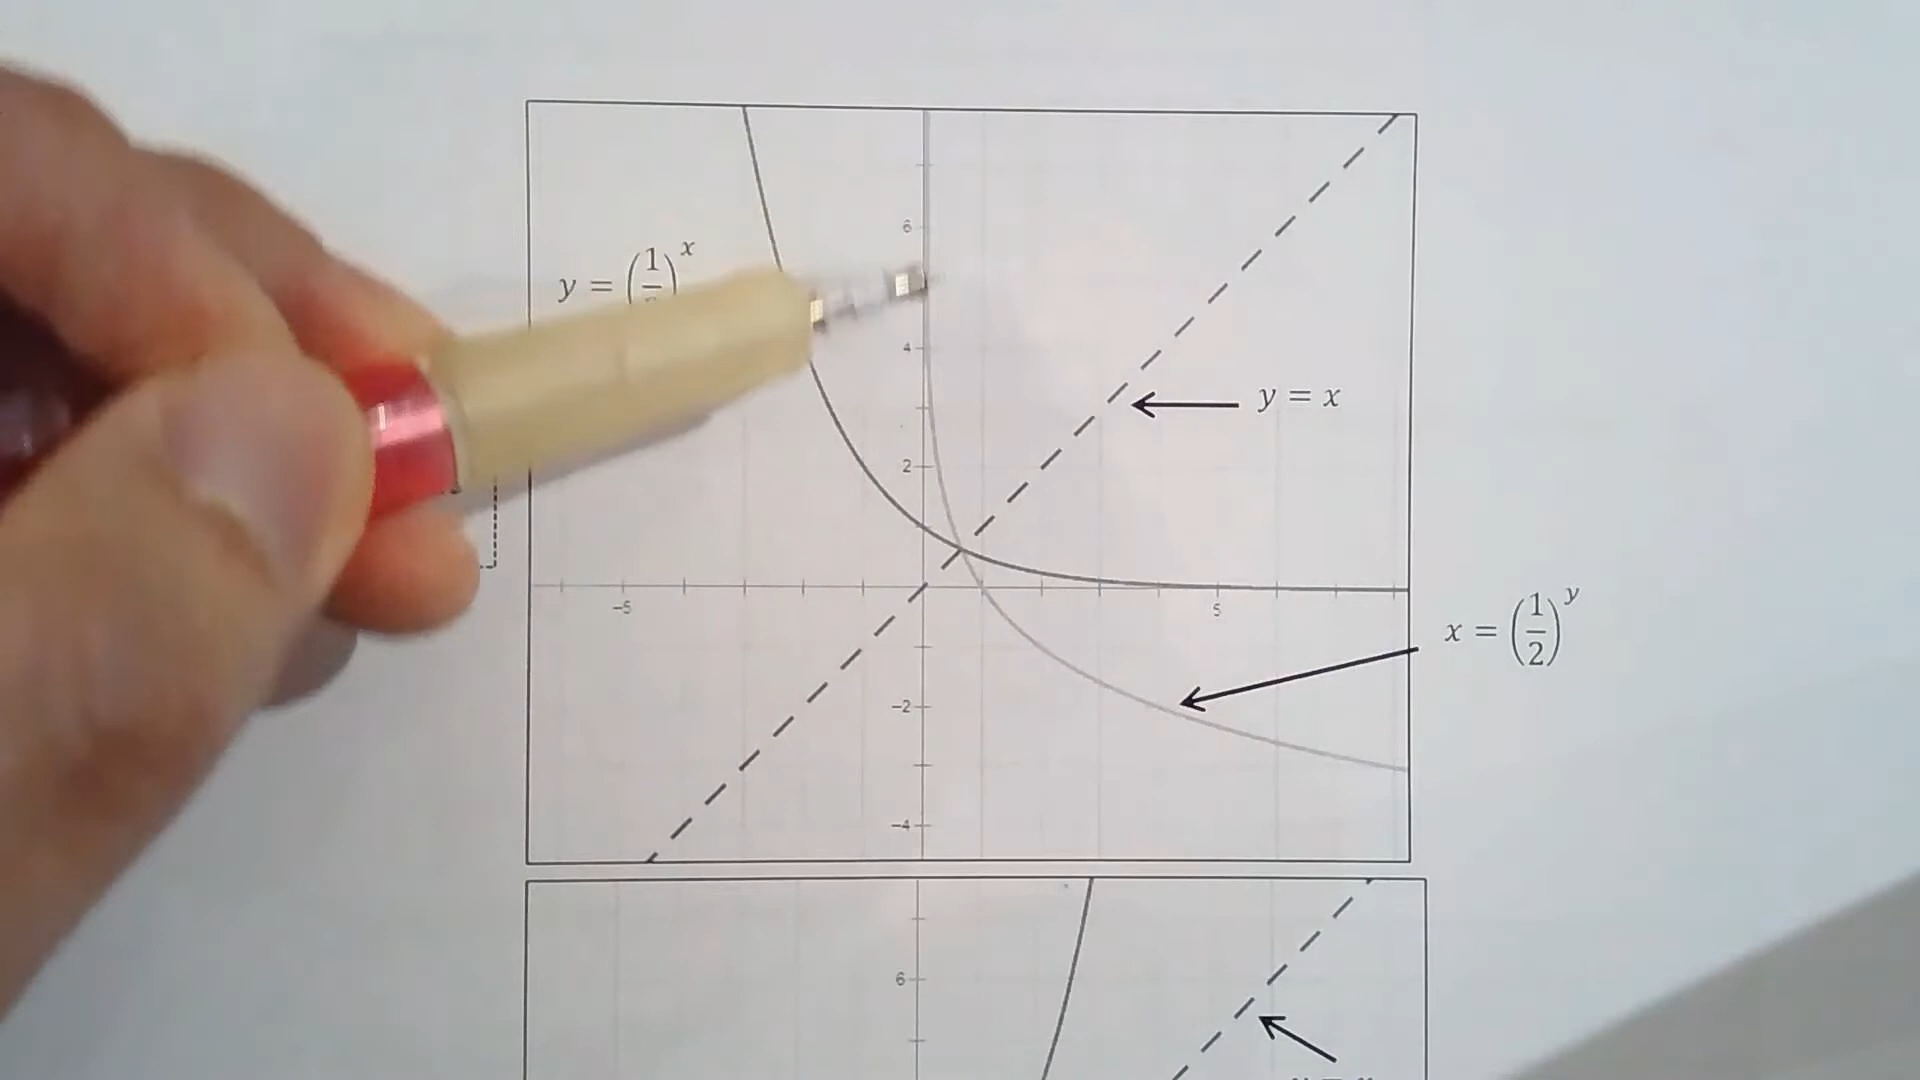 6
y = (1/
)^x
4
y = x
2
-5
5
x = (1/2)^y
-2
-4
6